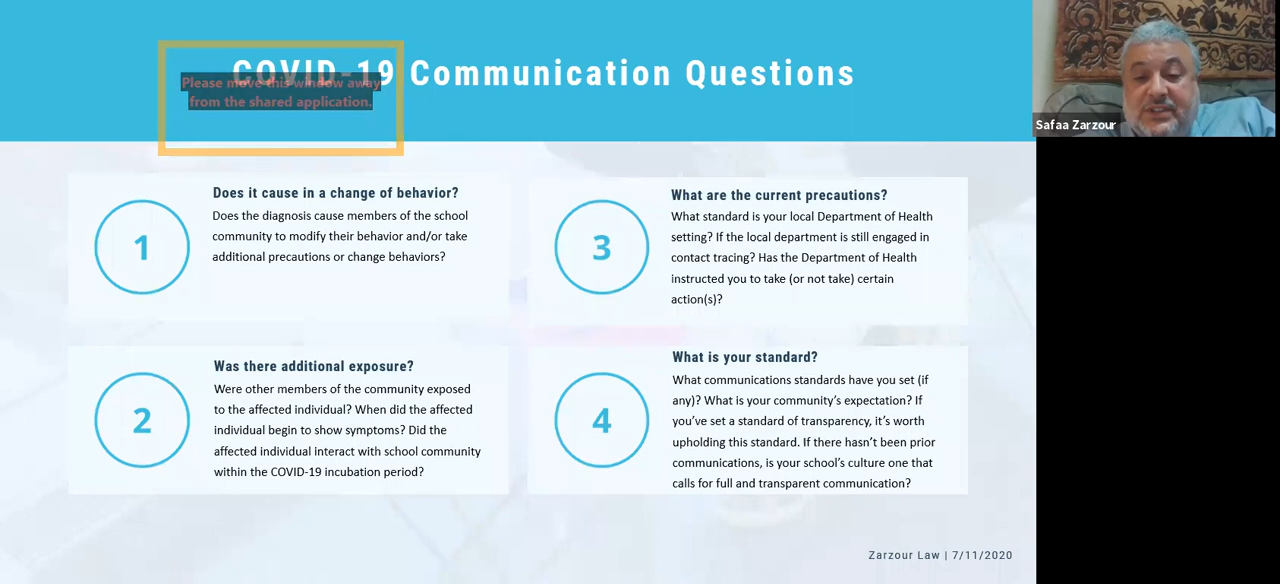 COVID-19 Communication Questions
Please move this window away
from the shared application.
Safaa Zarzour
1
Does it cause in a change of behavior?
Does the diagnosis cause members of the school
community to modify their behavior and/or take
additional precautions or change behaviors?
2
Was there additional exposure?
Were other members of the community exposed
to the affected individual? When did the affected
individual begin to show symptoms? Did the
affected individual interact with school community
within the COVID-19 incubation period?
3
What are the current precautions?
What standard is your local Department of Health
setting? If the local department is still engaged in
contact tracing? Has the Department of Health
instructed you to take (or not take) certain
action(s)?
4
What is your standard?
What communications standards have you set (if
any)? What is your community’s expectation? If
you’ve set a standard of transparency, it’s worth
upholding this standard. If there hasn’t been prior
communications, is your school’s culture one that
calls for full and transparent communication?
Zarzour Law | 7/11/2020